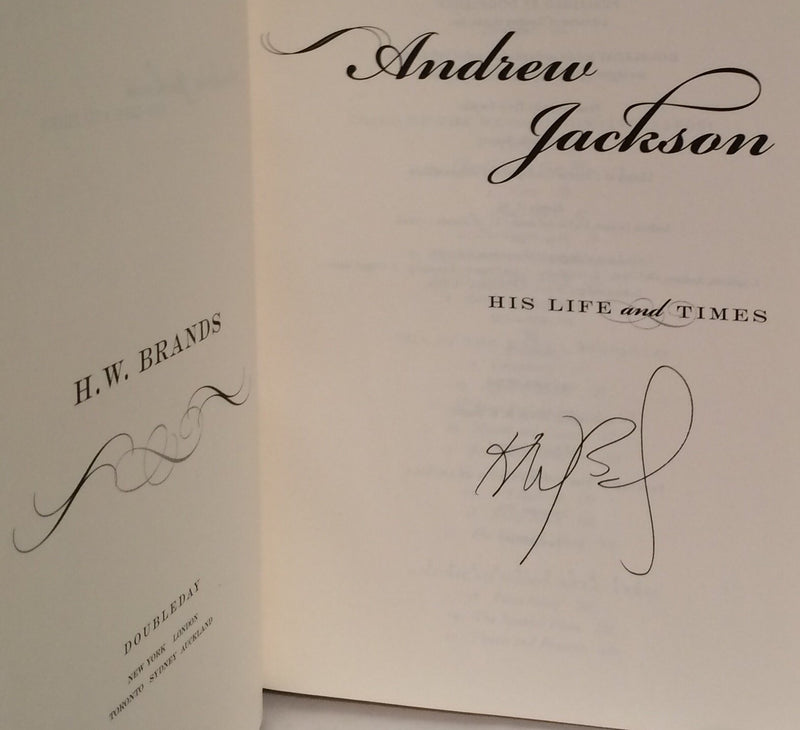 H.W. BRANDS
DOUBLEDAY
NEW YORK LONDON
TORONTO SYDNEY AUCKLAND
Andrew
Jackson
HIS LIFE and TIMES